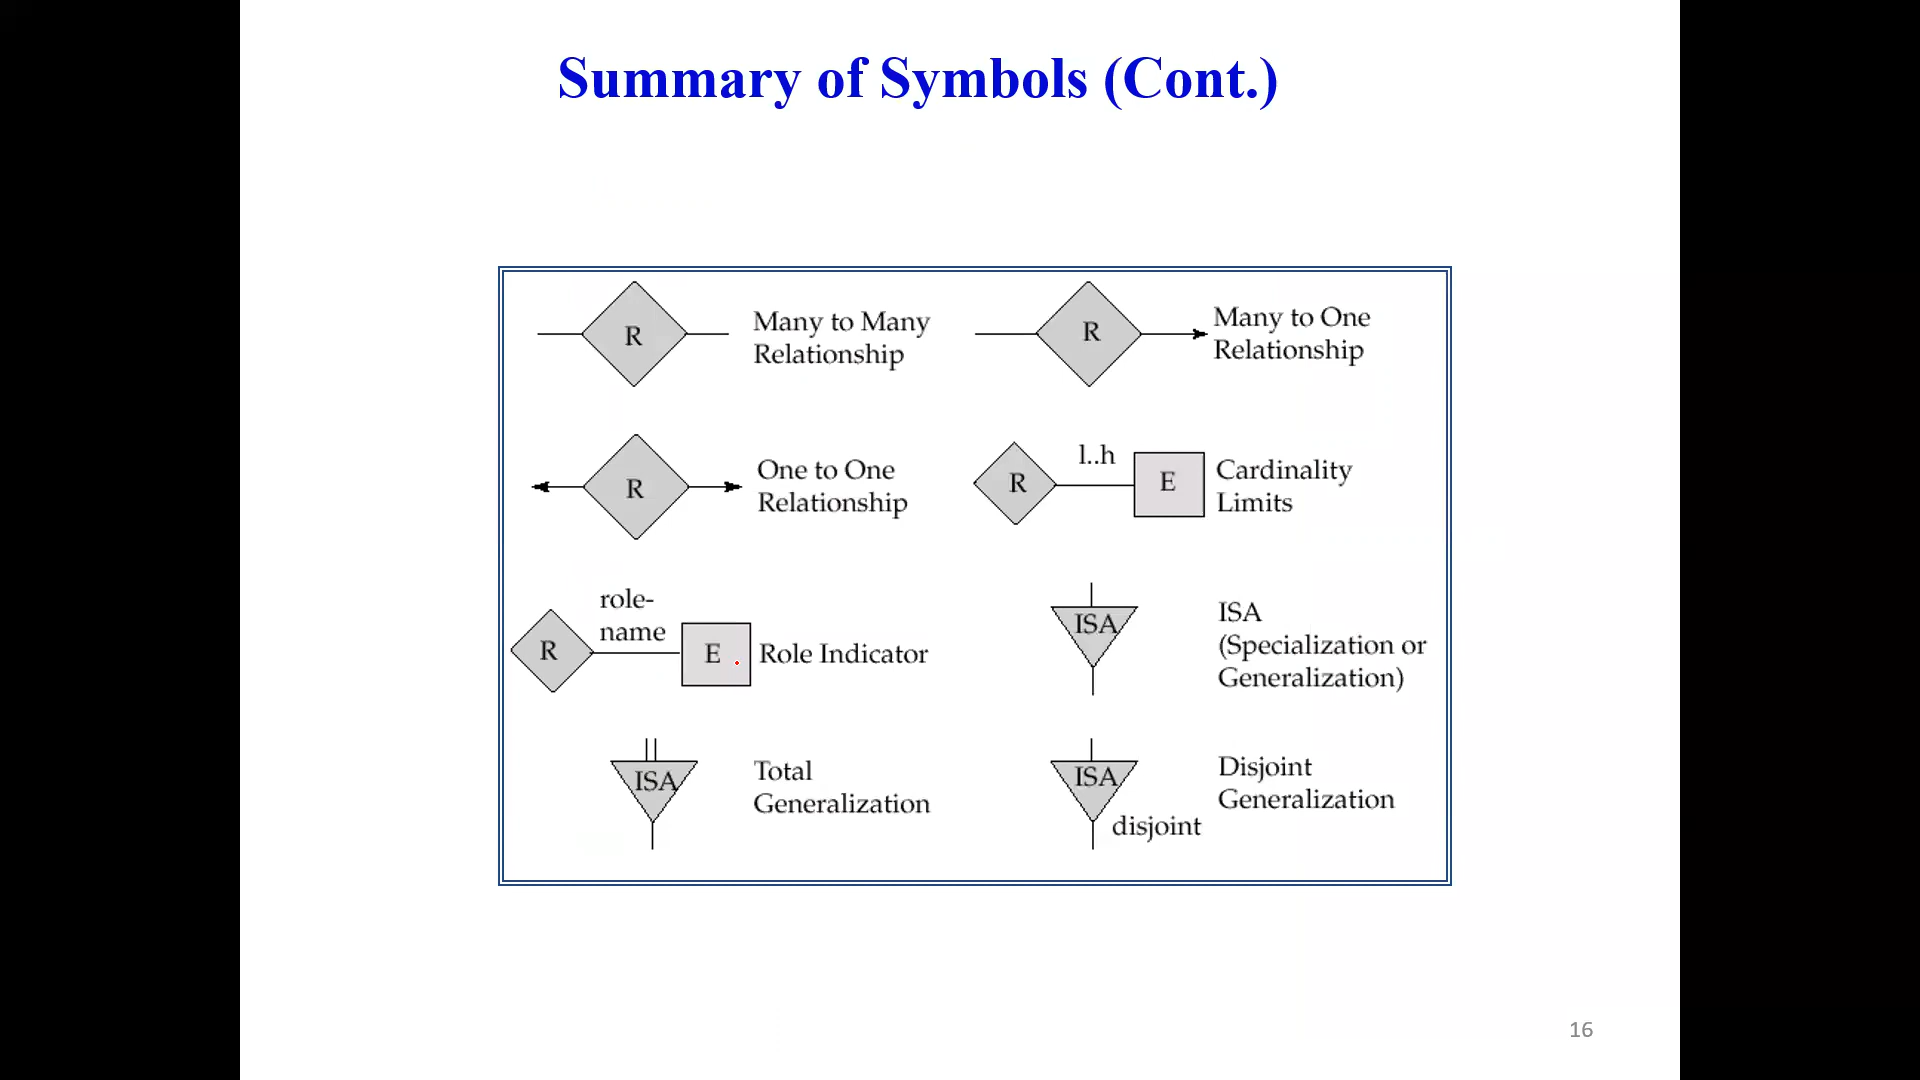 Summary of Symbols (Cont.)
R
Many to Many
Relationship
R
Many to One
Relationship
R
One to One
Relationship
R
l..h
E
Cardinality
Limits
R
role-
name
E
Role Indicator
ISA
ISA
(Specialization or
Generalization)
ISA
Total
Generalization
ISA
disjoint
Disjoint
Generalization
16